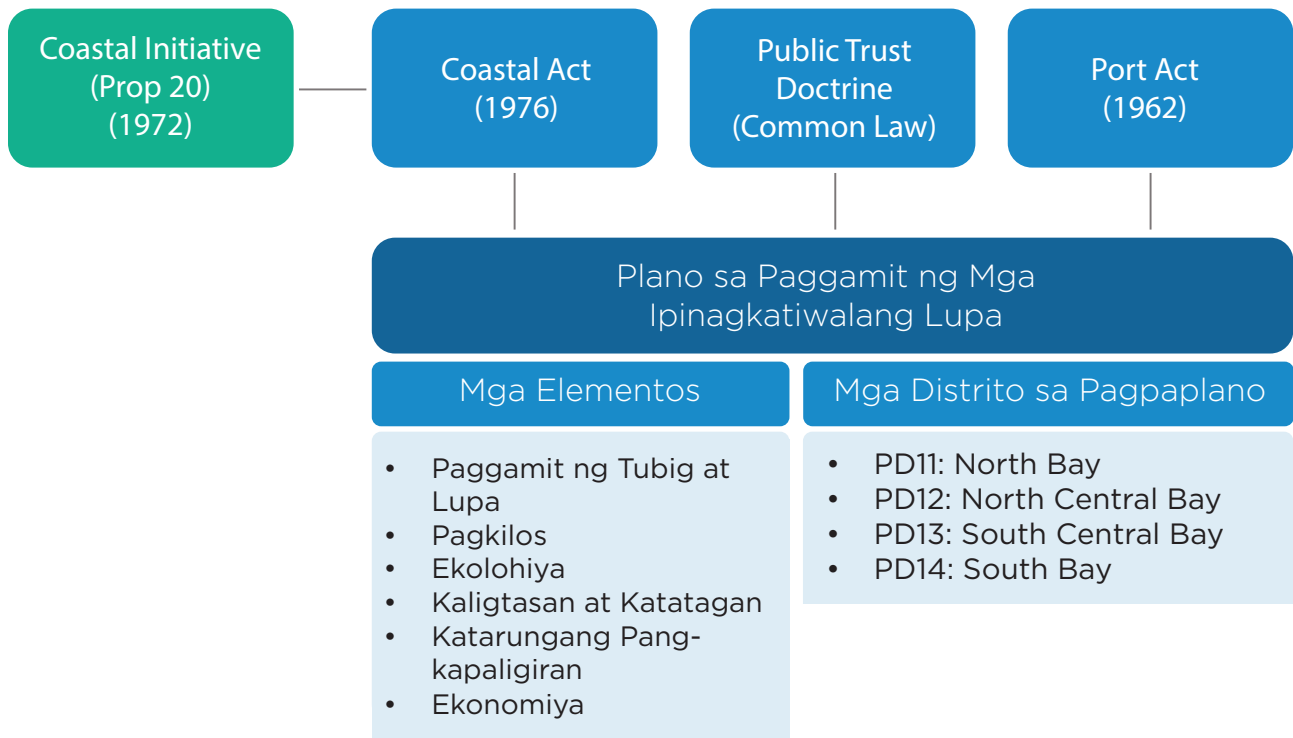 Coastal Initiative
(Prop 20)
(1972)
Coastal Act
(1976)
Public Trust
Doctrine
(Common Law)
Port Act
(1962)
Plano sa Paggamit ng Mga
Ipinagkatiwalang Lupa
Mga Elementos
• Paggamit ng Tubig at
Lupa
• Pagkilos
• Ekolohiya
• Kaligtasan at Katatagan
• Katarungang Pang-
kapaligiran
• Ekonomiya
Mga Distrito sa Pagpaplano
• PD11: North Bay
• PD12: North Central Bay
• PD13: South Central Bay
• PD14: South Bay